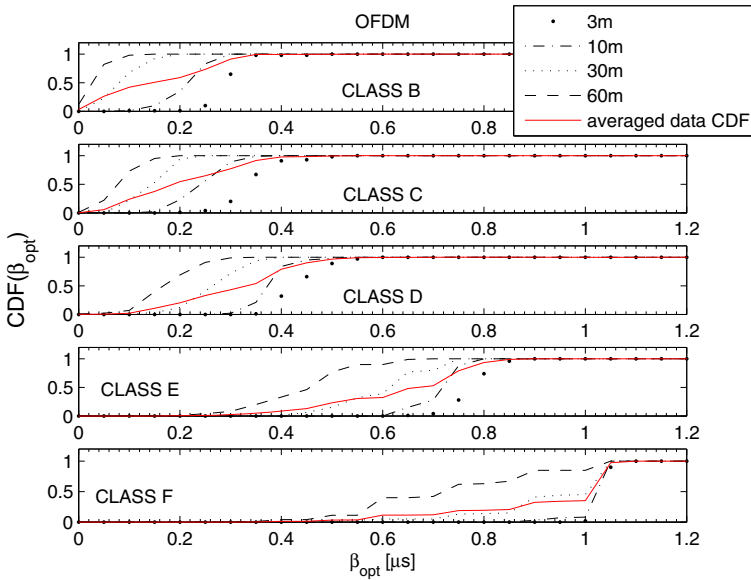 OFDM
3m
10m
30m
60m
averaged data CDF
CDF(β_opt)
1
0.5
0
CLASS B
0 0.2 0.4 0.6 0.8 1 1.2
1
0.5
0
CLASS C
0 0.2 0.4 0.6 0.8 1 1.2
1
0.5
0
CLASS D
0 0.2 0.4 0.6 0.8 1 1.2
1
0.5
0
CLASS E
0 0.2 0.4 0.6 0.8 1 1.2
1
0.5
0
CLASS F
0 0.2 0.4 0.6 0.8 1 1.2
β_opt [μs]